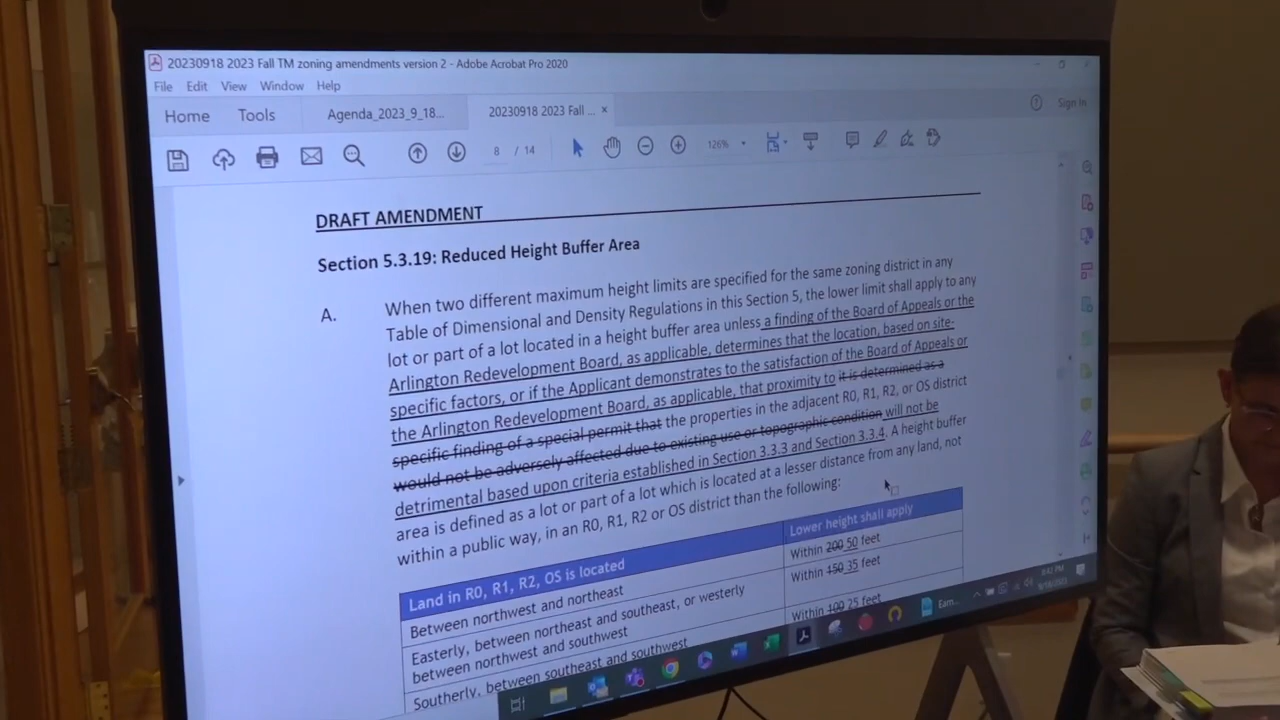 20230918 2023 Fall TM zoning amendments version 2 - Adobe Acrobat Pro 2020
File Edit View Window Help
Home Tools Agenda_2023_9_18... 20230918 2023 Fall ... × Sign In
8 / 14 126%
DRAFT AMENDMENT
Section 5.3.19: Reduced Height Buffer Area
A. When two different maximum height limits are specified for the same zoning district in any
Table of Dimensional and Density Regulations in this Section 5, the lower limit shall apply to any
lot or part of a lot located in a height buffer area unless a finding of the Board of Appeals or the
Arlington Redevelopment Board, as applicable, determines that the location, based on site-
specific factors, or if the Applicant demonstrates to the satisfaction of the Board of Appeals or
the Arlington Redevelopment Board, as applicable, that proximity to it is determined as a
specific finding of a special permit that the properties in the adjacent R0, R1, R2, or OS district
would not be adversely affected due to existing use or topographic condition will not be
detrimental based upon criteria established in Section 3.3.3 and Section 3.3.4. A height buffer
area is defined as a lot or part of a lot which is located at a lesser distance from any land, not
within a public way, in an R0, R1, R2 or OS district than the following:
Land in R0, R1, R2, OS is located Lower height shall apply
Between northwest and northeast Within 200 50 feet
Easterly, between northeast and southeast, or westerly Within 150 35 feet
between northwest and southwest
Southerly, between southeast and southwest Within 100 25 feet
Eam...